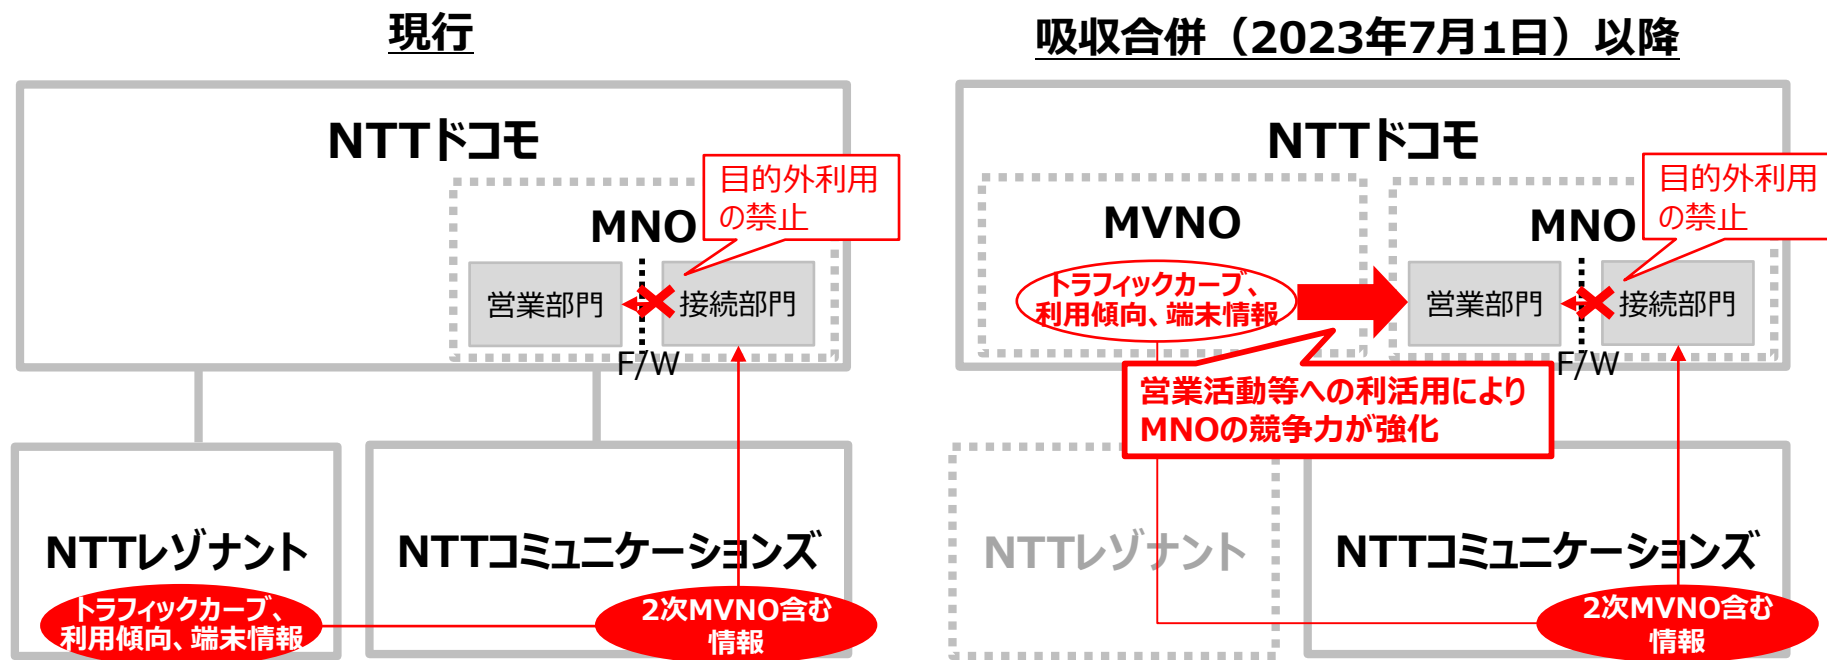 現行
NTTドコモ
目的外利用
の禁止
MNO
営業部門
接続部門
F/W
NTTレゾナント
トラフィックカーブ、
利用傾向、端末情報
NTTコミュニケーションズ
2次MVNO含む
情報
吸収合併（2023年7月1日）以降
NTTドコモ
目的外利用
の禁止
MVNO
MNO
トラフィックカーブ、
利用傾向、端末情報
営業部門
接続部門
F/W
営業活動等への利活用により
MNOの競争力が強化
NTTレゾナント
NTTコミュニケーションズ
2次MVNO含む
情報